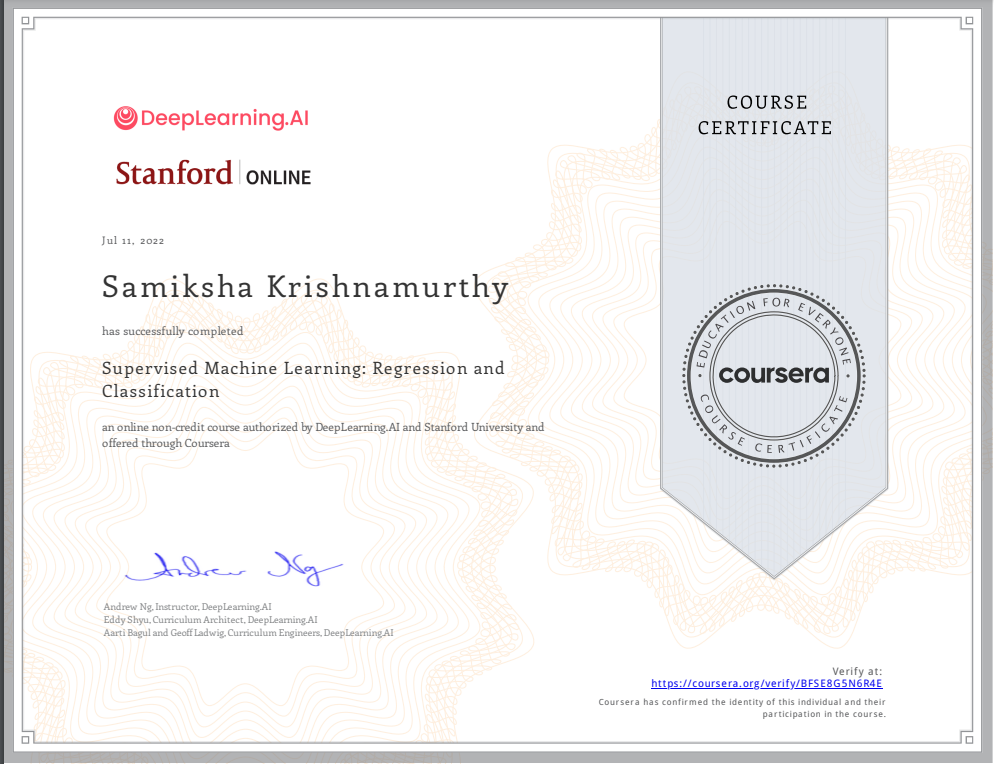 DeepLearning.AI
Stanford ONLINE
COURSE
CERTIFICATE
Jul 11, 2022
Samiksha Krishnamurthy
has successfully completed
Supervised Machine Learning: Regression and
Classification
an online non-credit course authorized by DeepLearning.AI and Stanford University and
offered through Coursera
EDUCATION FOR EVERYONE
coursera
COURSE CERTIFICATE
Andrew Ng
Andrew Ng, Instructor, DeepLearning.AI
Eddy Shyu, Curriculum Architect, DeepLearning.AI
Aarti Bagul and Geoff Ladwig, Curriculum Engineers, DeepLearning.AI
Verify at:
https://coursera.org/verify/BFSE8G5N6R4E
Coursera has confirmed the identity of this individual and their
participation in the course.